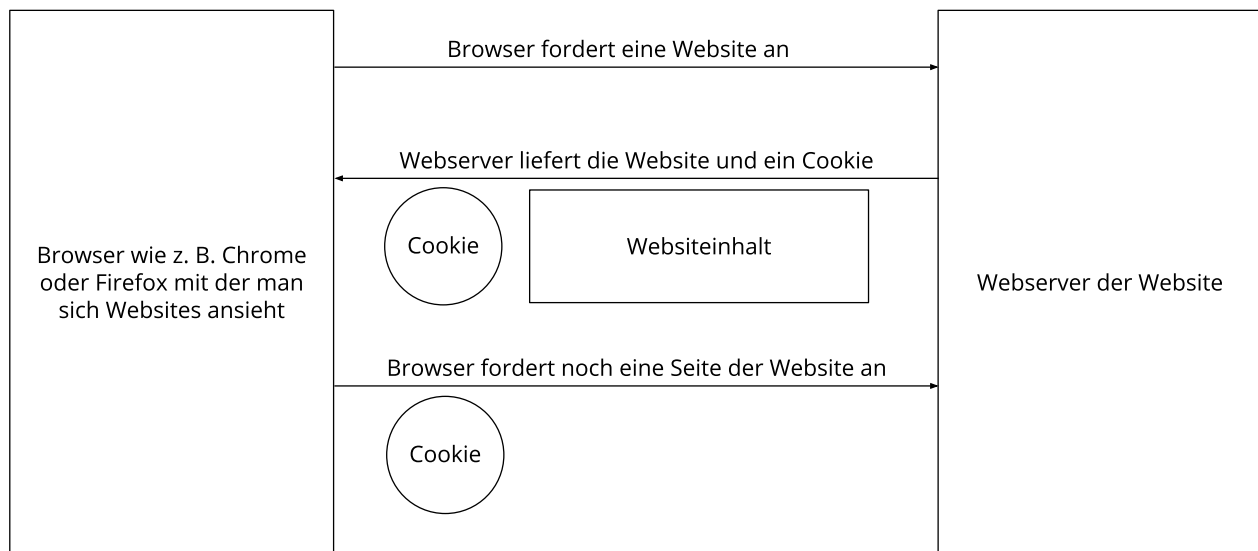 Browser fordert eine Website an
Webserver liefert die Website und ein Cookie
Cookie
Websiteinhalt
Browser wie z. B. Chrome
oder Firefox mit der man
sich Websites ansieht
Webserver der Website
Browser fordert noch eine Seite der Website an
Cookie